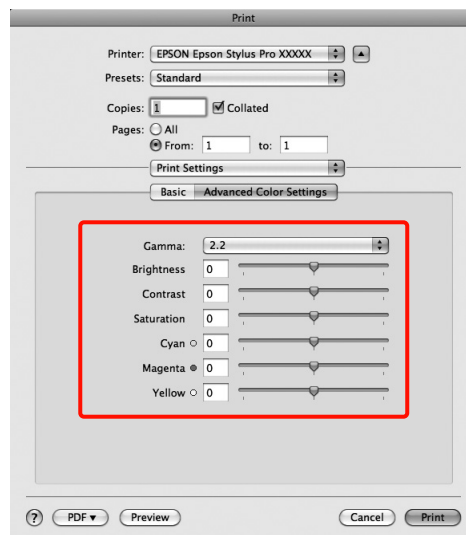 Print
Printer: EPSON Epson Stylus Pro XXXXX
Presets: Standard
Copies: 1 Collated
Pages: All
From: 1 to: 1
Print Settings
Basic Advanced Color Settings
Gamma: 2.2
Brightness 0
Contrast 0
Saturation 0
Cyan 0
Magenta 0
Yellow 0
? PDF▼ Preview Cancel Print